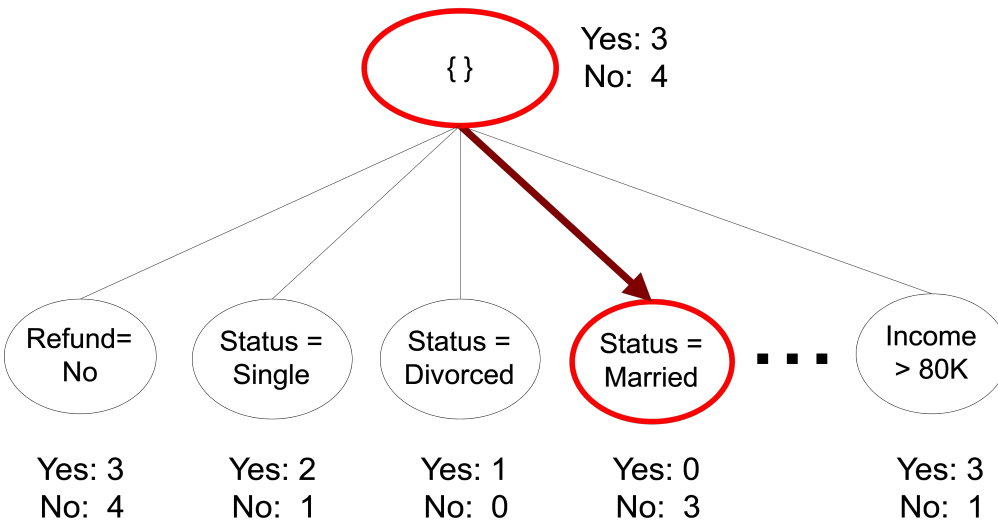 { }
Yes: 3
No: 4
Refund=
No
Status =
Single
Status =
Divorced
Status =
Married
Income
> 80K
Yes: 3
No: 4
Yes: 2
No: 1
Yes: 1
No: 0
Yes: 0
No: 3
Yes: 3
No: 1